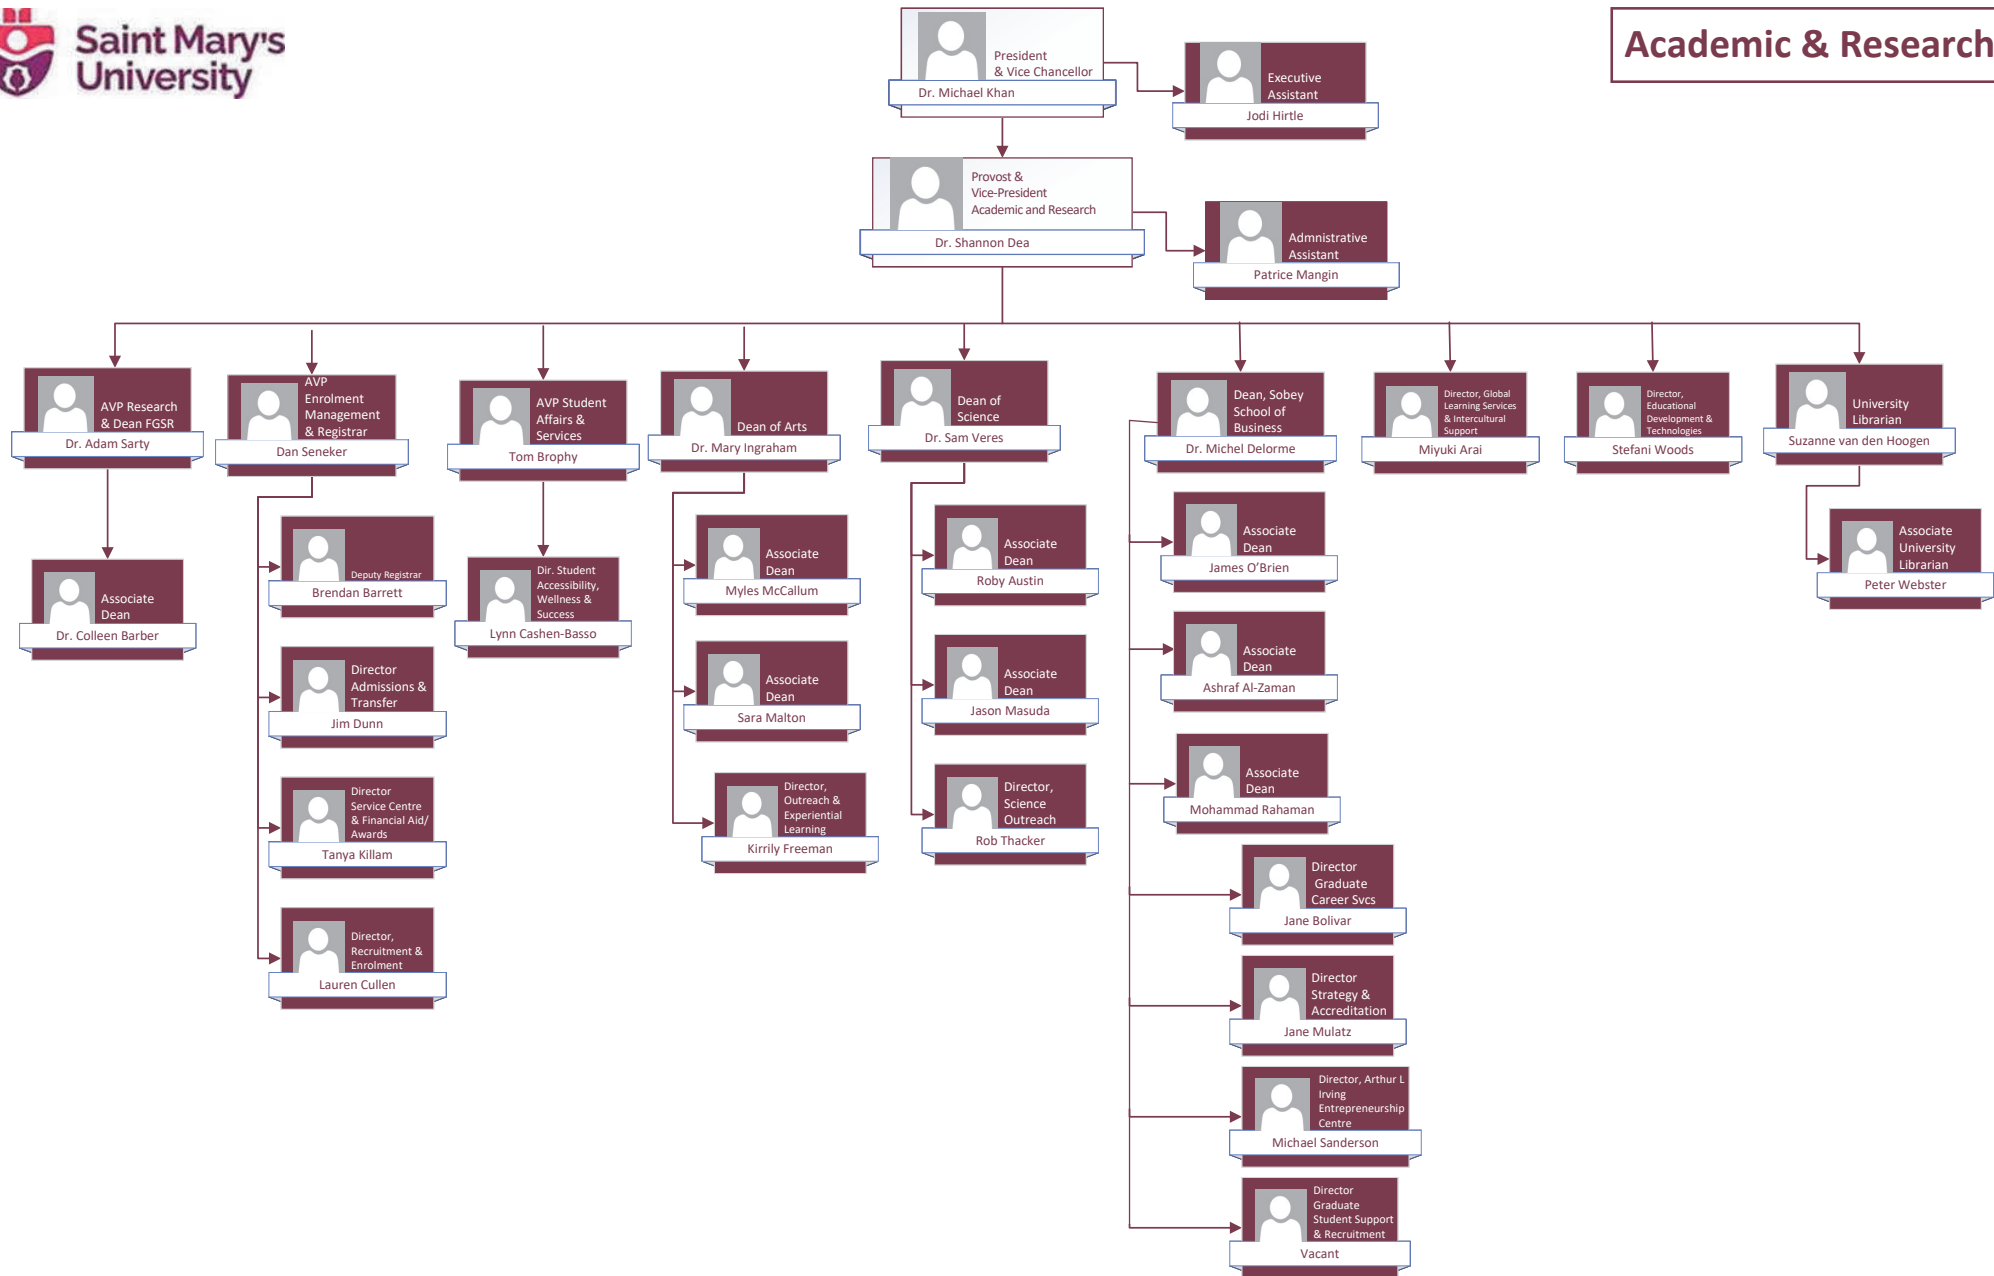 Saint Mary's
University
Academic & Research
President
& Vice Chancellor
Dr. Michael Khan
Executive
Assistant
Jodi Hirtle
Provost &
Vice-President
Academic and Research
Dr. Shannon Dea
Admnistrative
Assistant
Patrice Mangin
AVP Research
& Dean FGSR
Dr. Adam Sarty
AVP
Enrolment
Management
& Registrar
Dan Seneker
AVP Student
Affairs &
Services
Tom Brophy
Dean of Arts
Dr. Mary Ingraham
Dean of
Science
Dr. Sam Veres
Dean, Sobey
School of
Business
Dr. Michel Delorme
Director, Global
Learning Services
& Intercultural
Support
Miyuki Arai
Director,
Educational
Development &
Technologies
Stefani Woods
University
Librarian
Suzanne van den Hoogen
Associate
Dean
Dr. Colleen Barber
Deputy Registrar
Brendan Barrett
Director
Admissions &
Transfer
Jim Dunn
Director
Service Centre
& Financial Aid/
Awards
Tanya Killam
Director,
Recruitment &
Enrolment
Lauren Cullen
Dir. Student
Accessibility,
Wellness &
Success
Lynn Cashen-Basso
Associate
Dean
Myles McCallum
Associate
Dean
Sara Malton
Director,
Outreach &
Experiential
Learning
Kirrily Freeman
Associate
Dean
Roby Austin
Associate
Dean
Jason Masuda
Director,
Science
Outreach
Rob Thacker
Associate
Dean
James O’Brien
Associate
Dean
Ashraf Al-Zaman
Associate
Dean
Mohammad Rahaman
Director
Graduate
Career Svcs
Jane Bolivar
Director
Strategy &
Accreditation
Jane Mulatz
Director, Arthur L
Irving
Entrepreneurship
Centre
Michael Sanderson
Director
Graduate
Student Support
& Recruitment
Vacant
Associate
University
Librarian
Peter Webster